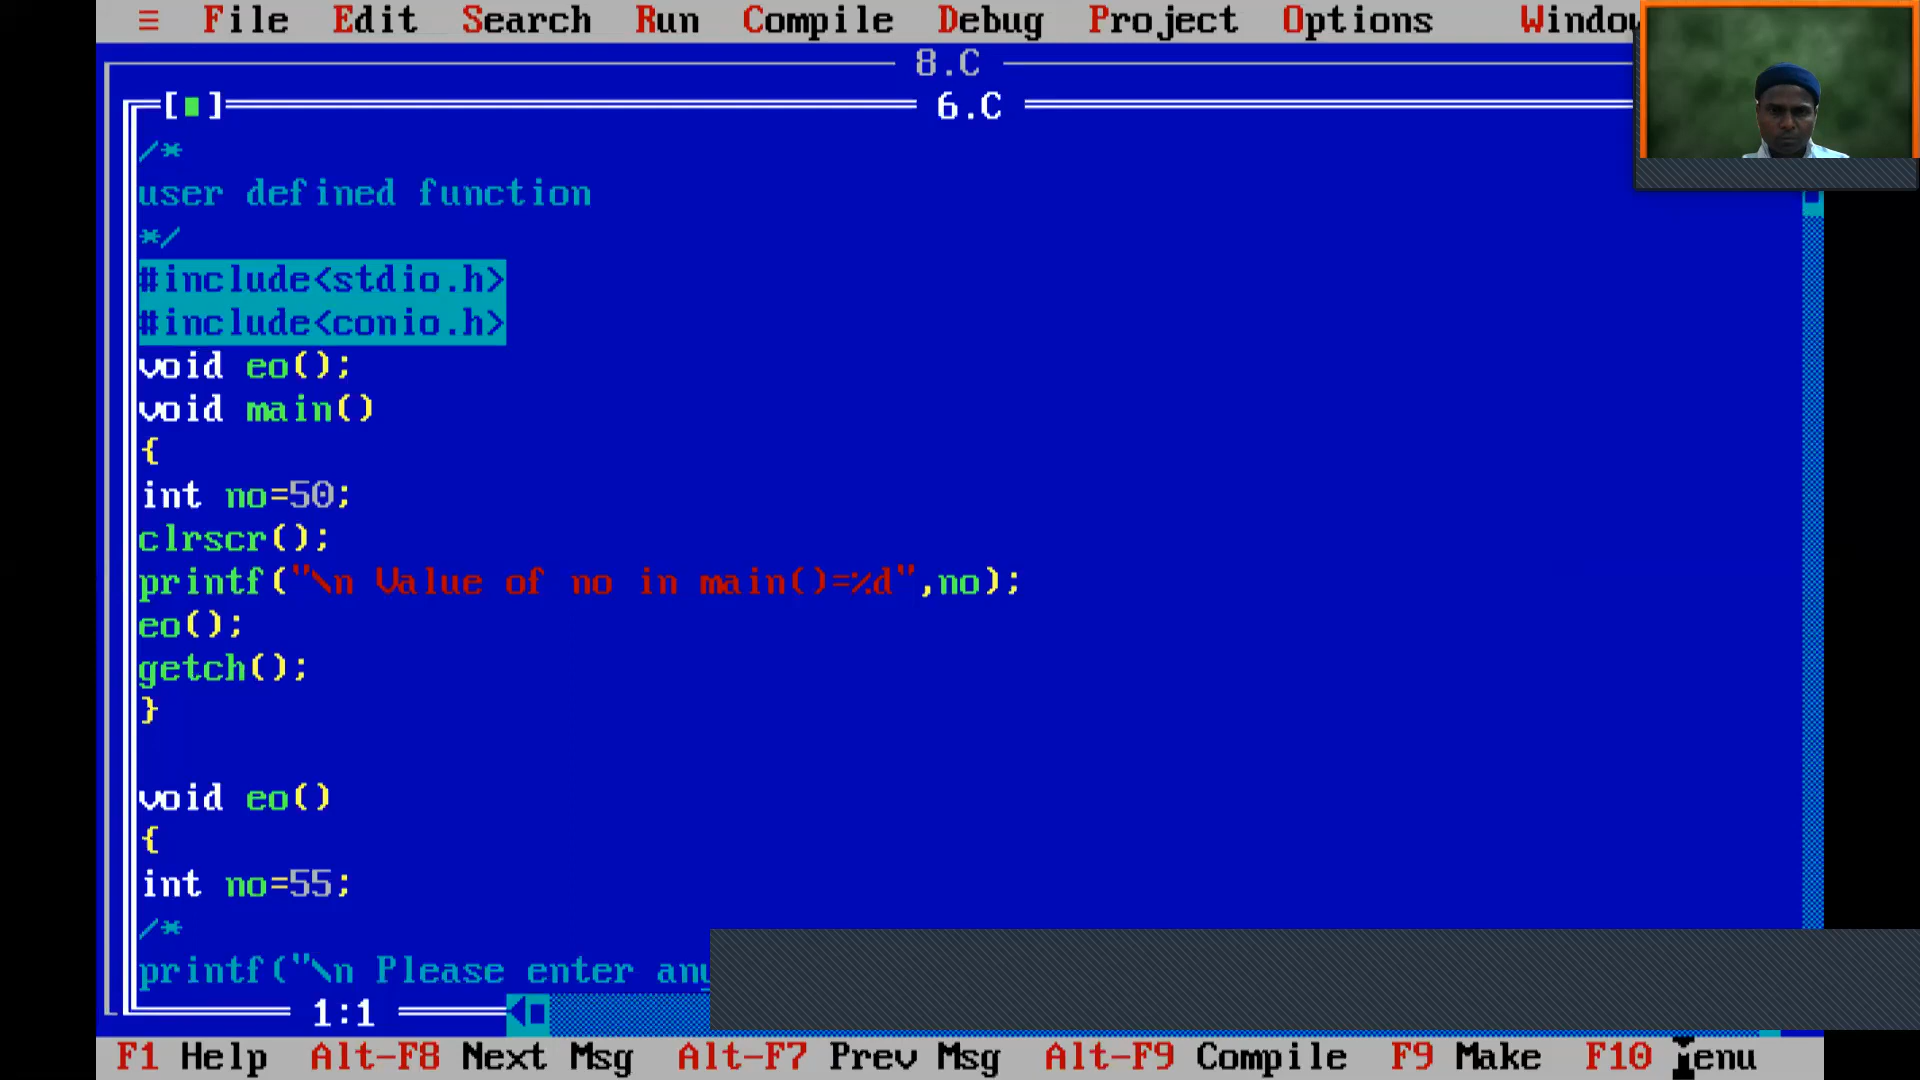 ≡ File Edit Search Run Compile Debug Project Options
8.C
[■] 6.C
/*
user defined function
*/
#include<stdio.h>
#include<conio.h>
void eo();
void main()
{
int no=50;
clrscr();
printf("\n Value of no in main()=%d",no);
eo();
getch();
}
void eo()
{
int no=55;
/*
printf("\n Please enter
1:1
F1 Help Alt-F8 Next Msg Alt-F7 Prev Msg Alt-F9 Compile F9 Make F10 Menu